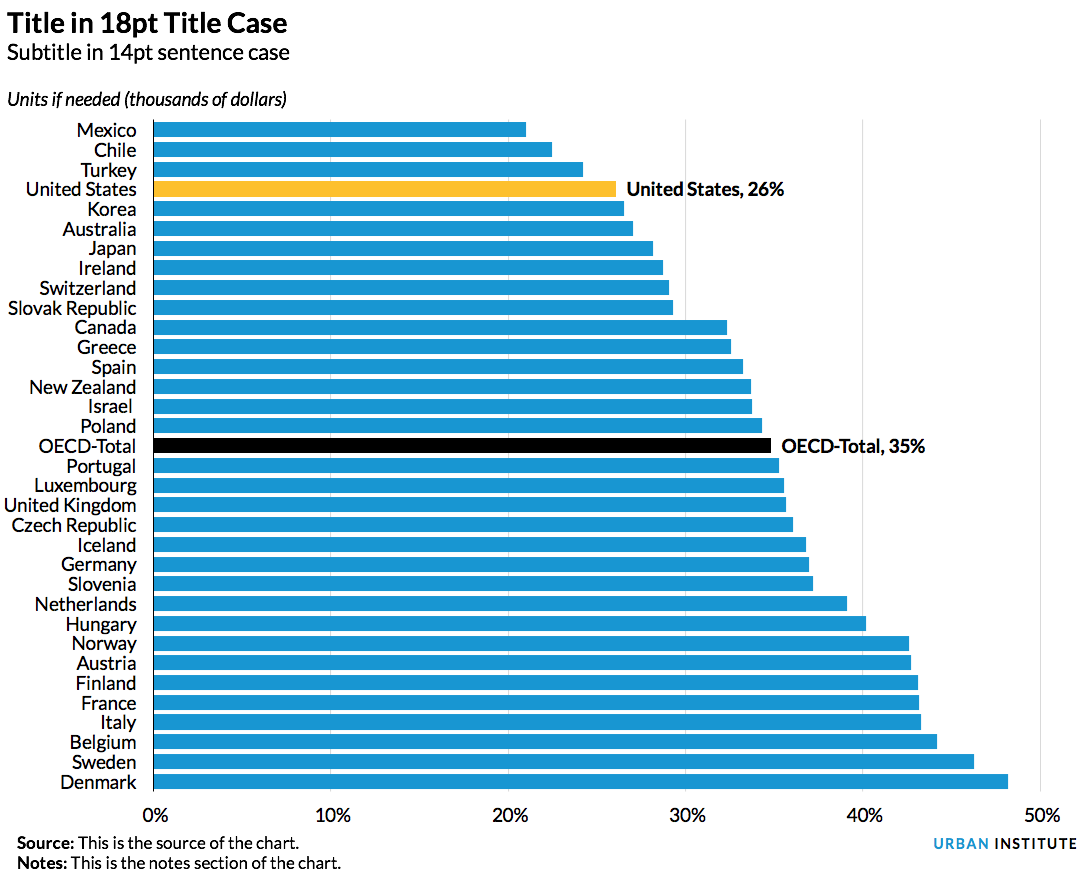 Title in 18pt Title Case
Subtitle in 14pt sentence case
Units if needed (thousands of dollars)
Mexico
Chile
Turkey
United States United States, 26%
Korea
Australia
Japan
Ireland
Switzerland
Slovak Republic
Canada
Greece
Spain
New Zealand
Israel
Poland
OECD-Total OECD-Total, 35%
Portugal
Luxembourg
United Kingdom
Czech Republic
Iceland
Germany
Slovenia
Netherlands
Hungary
Norway
Austria
Finland
France
Italy
Belgium
Sweden
Denmark
0% 10% 20% 30% 40% 50%
Source: This is the source of the chart.
URBAN INSTITUTE
Notes: This is the notes section of the chart.